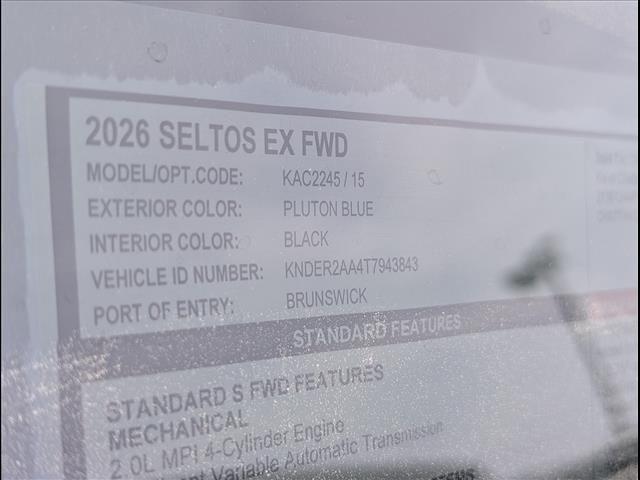 2026 SELTOS EX FWD
MODEL/OPT.CODE: KAC2245 / 15
EXTERIOR COLOR: PLUTON BLUE
INTERIOR COLOR: BLACK
VEHICLE ID NUMBER: KNDER2AA4T7943843
PORT OF ENTRY: BRUNSWICK
STANDARD FEATURES
STANDARD S FWD FEATURES
MECHANICAL
2.0L MPI 4-Cylinder Engine
Variable Automatic Transmission